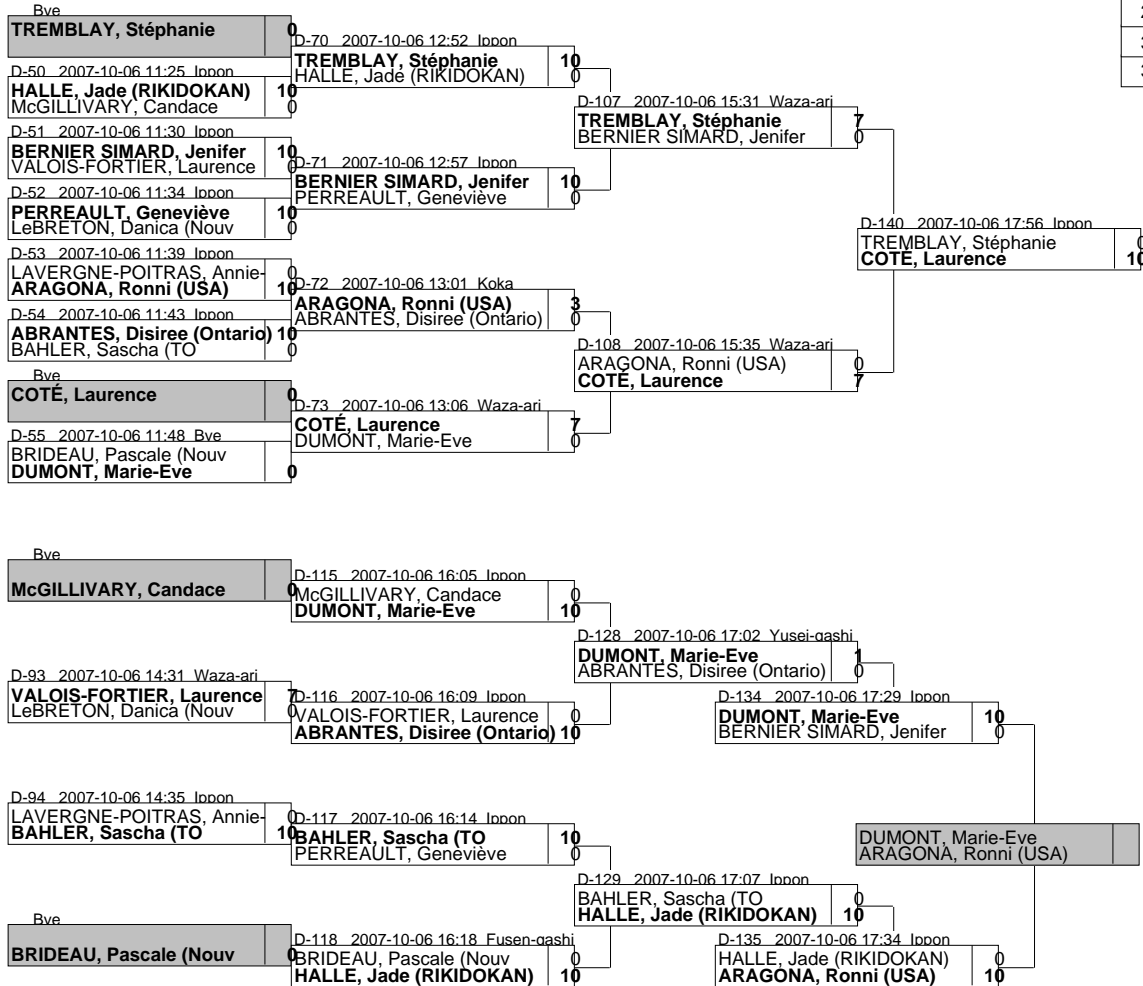 Bye
TREMBLAY, Stéphanie 0
D-50 2007-10-06 11:25 Ippon
HALLE, Jade (RIKIDOKAN) 10
McGILLIVARY, Candace 0
D-51 2007-10-06 11:30 Ippon
BERNIER SIMARD, Jenifer 10
VALOIS-FORTIER, Laurence 0
D-52 2007-10-06 11:34 Ippon
PERREAULT, Geneviève 10
LeBRETON, Danica (Nouv 0
D-53 2007-10-06 11:39 Ippon
LAVERGNE-POITRAS, Annie- 0
ARAGONA, Ronni (USA) 10
D-54 2007-10-06 11:43 Ippon
ABRANTES, Disiree (Ontario) 10
BAHLER, Sascha (TO 0
Bye
COTÉ, Laurence 0
D-55 2007-10-06 11:48 Bye
BRIDEAU, Pascale (Nouv
DUMONT, Marie-Eve 0
D-70 2007-10-06 12:52 Ippon
TREMBLAY, Stéphanie 10
HALLE, Jade (RIKIDOKAN) 0
D-71 2007-10-06 12:57 Ippon
BERNIER SIMARD, Jenifer 10
PERREAULT, Geneviève 0
D-72 2007-10-06 13:01 Koka
ARAGONA, Ronni (USA) 3
ABRANTES, Disiree (Ontario) 0
D-73 2007-10-06 13:06 Waza-ari
COTÉ, Laurence 7
DUMONT, Marie-Eve 0
D-107 2007-10-06 15:31 Waza-ari
TREMBLAY, Stéphanie 7
BERNIER SIMARD, Jenifer 0
D-108 2007-10-06 15:35 Waza-ari
ARAGONA, Ronni (USA) 0
COTÉ, Laurence 7
D-140 2007-10-06 17:56 Ippon
TREMBLAY, Stéphanie 0
COTÉ, Laurence 10
2
3
3
Bye
McGILLIVARY, Candace 0
D-93 2007-10-06 14:31 Waza-ari
VALOIS-FORTIER, Laurence 7
LeBRETON, Danica (Nouv 0
D-94 2007-10-06 14:35 Ippon
LAVERGNE-POITRAS, Annie- 0
BAHLER, Sascha (TO 10
Bye
BRIDEAU, Pascale (Nouv 0
D-115 2007-10-06 16:05 Ippon
McGILLIVARY, Candace 0
DUMONT, Marie-Eve 10
D-116 2007-10-06 16:09 Ippon
VALOIS-FORTIER, Laurence 0
ABRANTES, Disiree (Ontario) 10
D-117 2007-10-06 16:14 Ippon
BAHLER, Sascha (TO 10
PERREAULT, Geneviève 0
D-118 2007-10-06 16:18 Fusen-gashi
BRIDEAU, Pascale (Nouv 0
HALLE, Jade (RIKIDOKAN) 10
D-128 2007-10-06 17:02 Yusei-gashi
DUMONT, Marie-Eve 1
ABRANTES, Disiree (Ontario) 0
D-129 2007-10-06 17:07 Ippon
BAHLER, Sascha (TO 0
HALLE, Jade (RIKIDOKAN) 10
D-134 2007-10-06 17:29 Ippon
DUMONT, Marie-Eve 10
BERNIER SIMARD, Jenifer 0
D-135 2007-10-06 17:34 Ippon
HALLE, Jade (RIKIDOKAN) 0
ARAGONA, Ronni (USA) 10
DUMONT, Marie-Eve
ARAGONA, Ronni (USA)